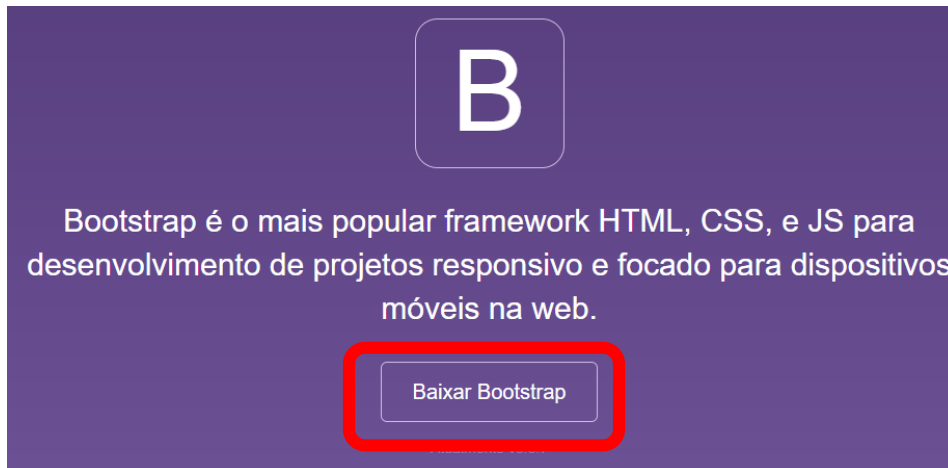 B
Bootstrap é o mais popular framework HTML, CSS, e JS para
desenvolvimento de projetos responsivo e focado para dispositivos
móveis na web.
Baixar Bootstrap